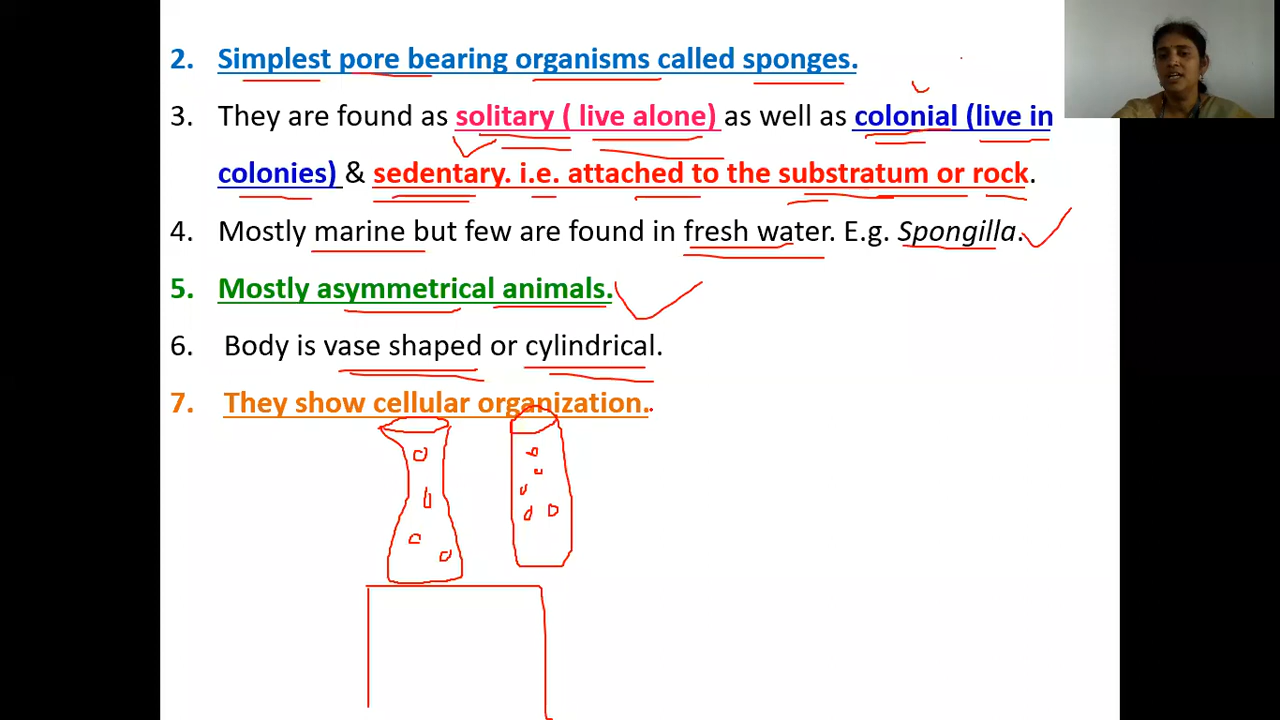 2. Simplest pore bearing organisms called sponges.
3. They are found as solitary ( live alone) as well as colonial (live in
colonies) & sedentary. i.e. attached to the substratum or rock.
4. Mostly marine but few are found in fresh water. E.g. Spongilla.
5. Mostly asymmetrical animals.
6. Body is vase shaped or cylindrical.
7. They show cellular organization.